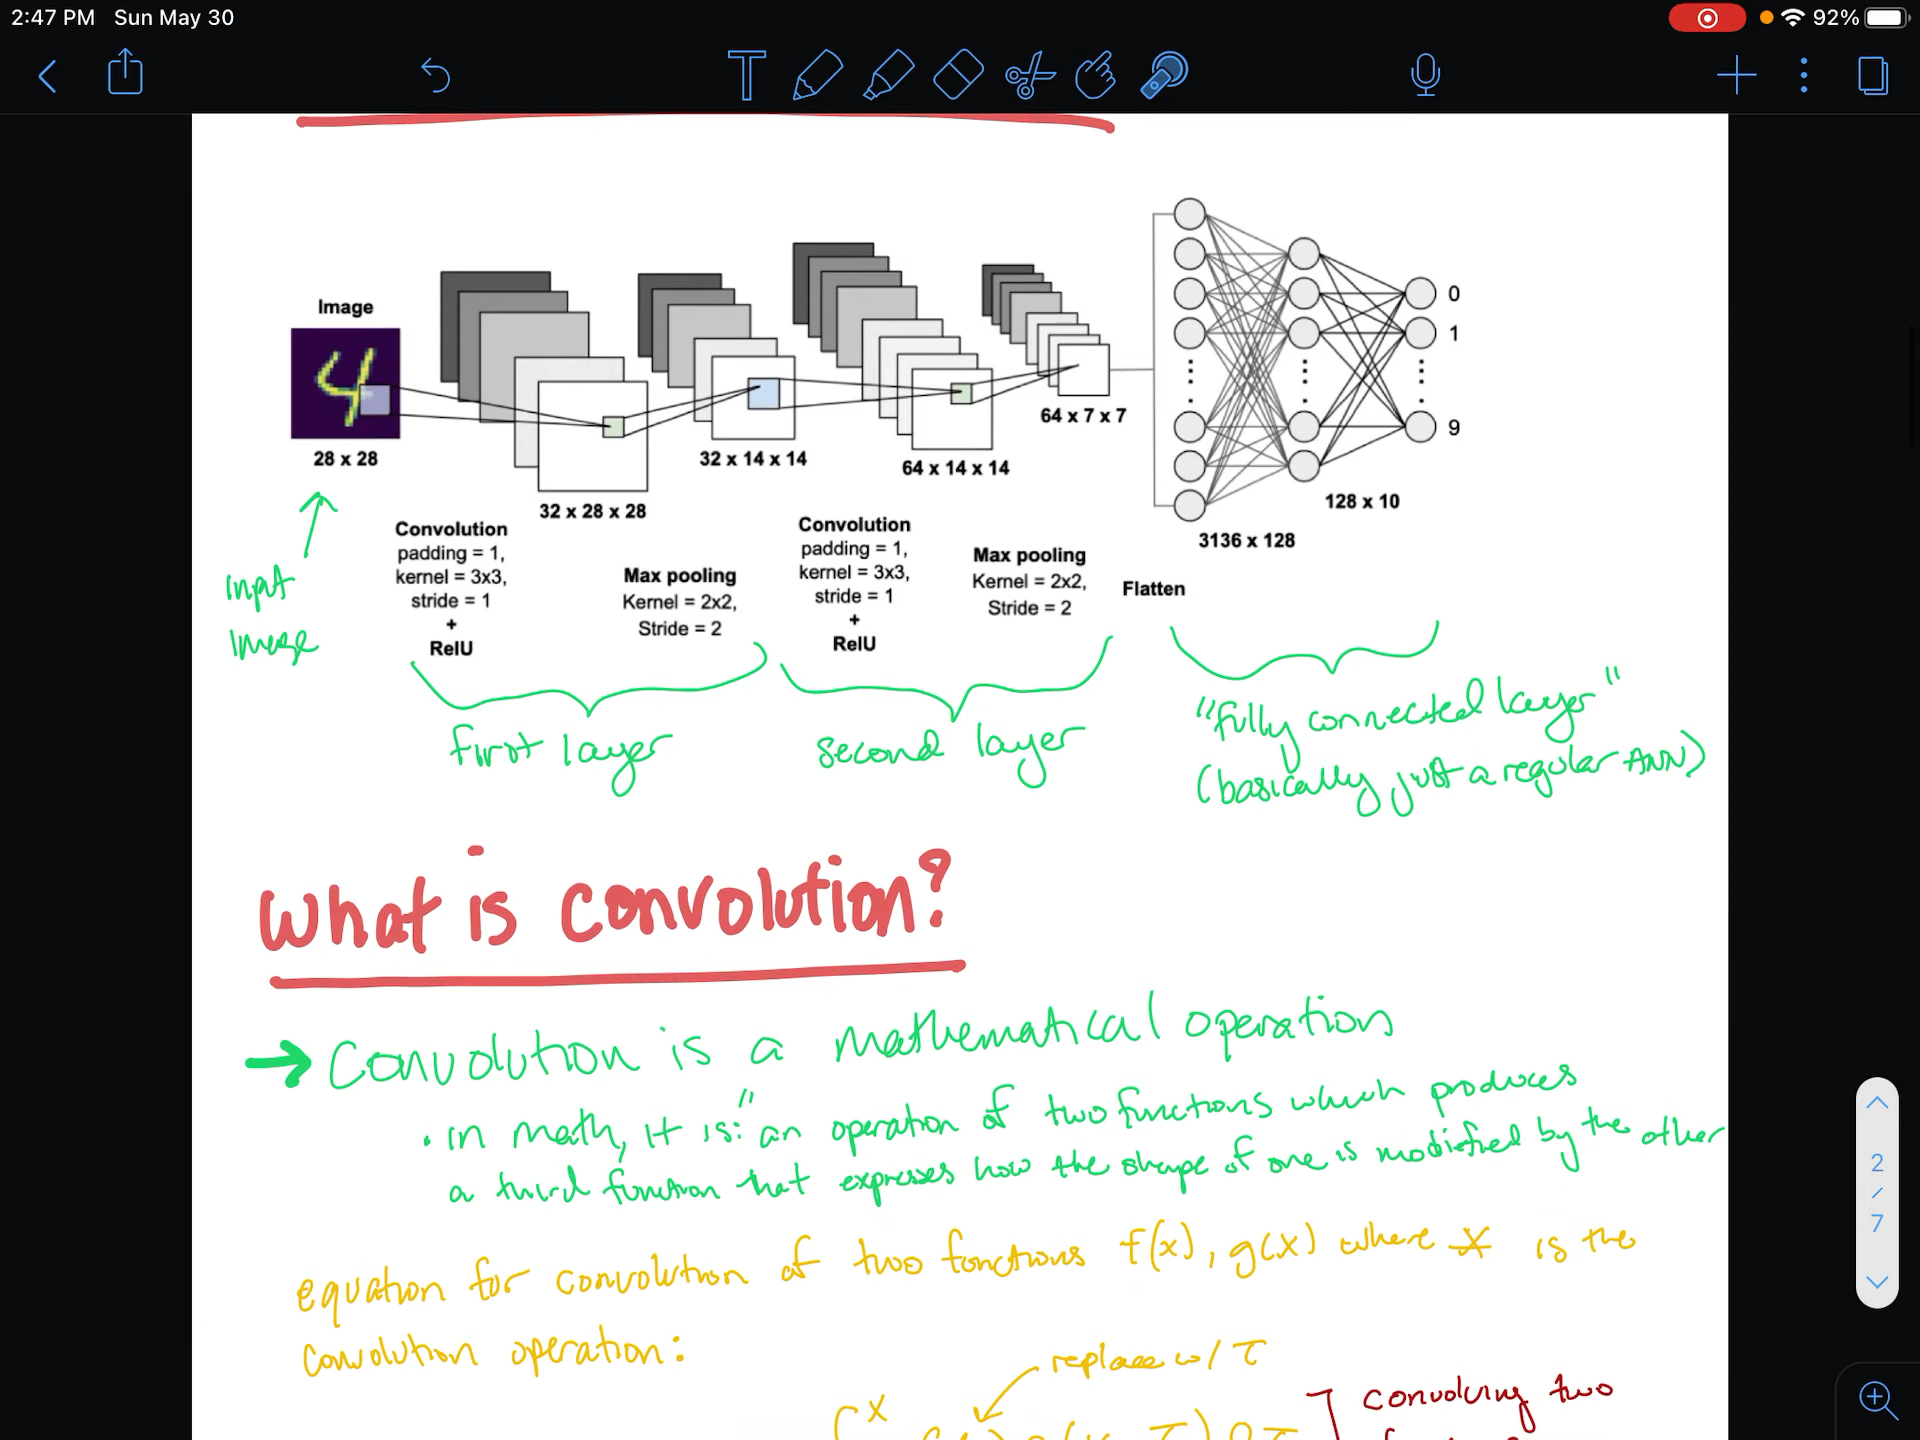 2:47 PM Sun May 30
92%
Image
28 x 28
32 x 28 x 28
32 x 14 x 14
64 x 14 x 14
64 x 7 x 7
0
1
9
128 x 10
3136 x 128
Convolution
padding = 1,
kernel = 3x3,
stride = 1
+
RelU
Max pooling
Kernel = 2x2,
Stride = 2
Convolution
padding = 1,
kernel = 3x3,
stride = 1
+
RelU
Max pooling
Kernel = 2x2,
Stride = 2
Flatten
Input
Image
first layer
second layer
"fully connected layer"
(basically just a regular ANN)
What is convolution?
→ Convolution is a mathematical operation
• in math, it is: "an operation of two functions which produces
a third function that expresses how the shape of one is modified by the other
equation for convolution of two functions f(x), g(x) where * is the
convolution operation:
replace w/ τ
convolving two
2
/
7